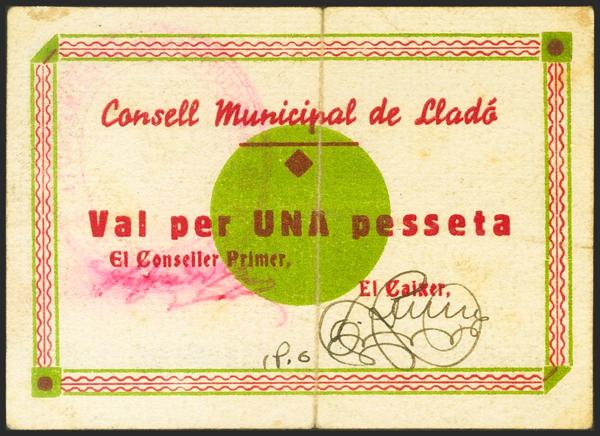 Consell Municipal de Lladó
Val per UNA pesseta
El Conseller Primer,
El Caixer,